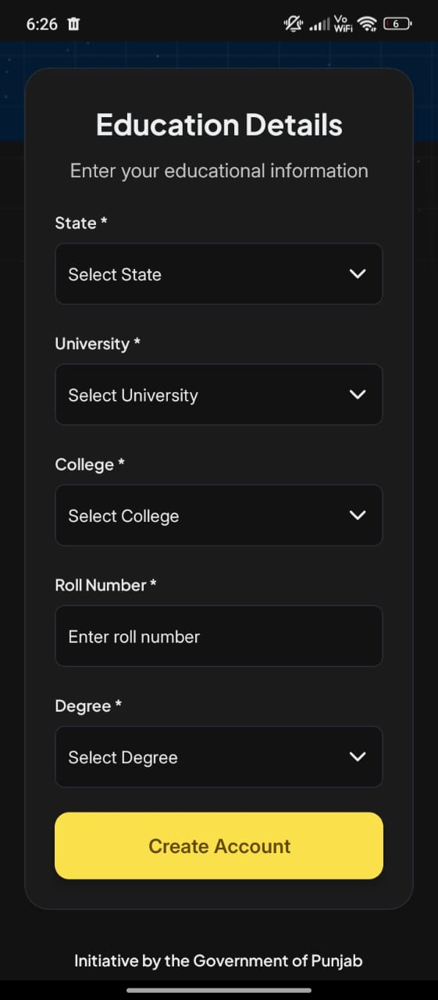 6:26
Vo
WiFi
6
Education Details
Enter your educational information
State *
Select State
University *
Select University
College *
Select College
Roll Number *
Enter roll number
Degree *
Select Degree
Create Account
Initiative by the Government of Punjab